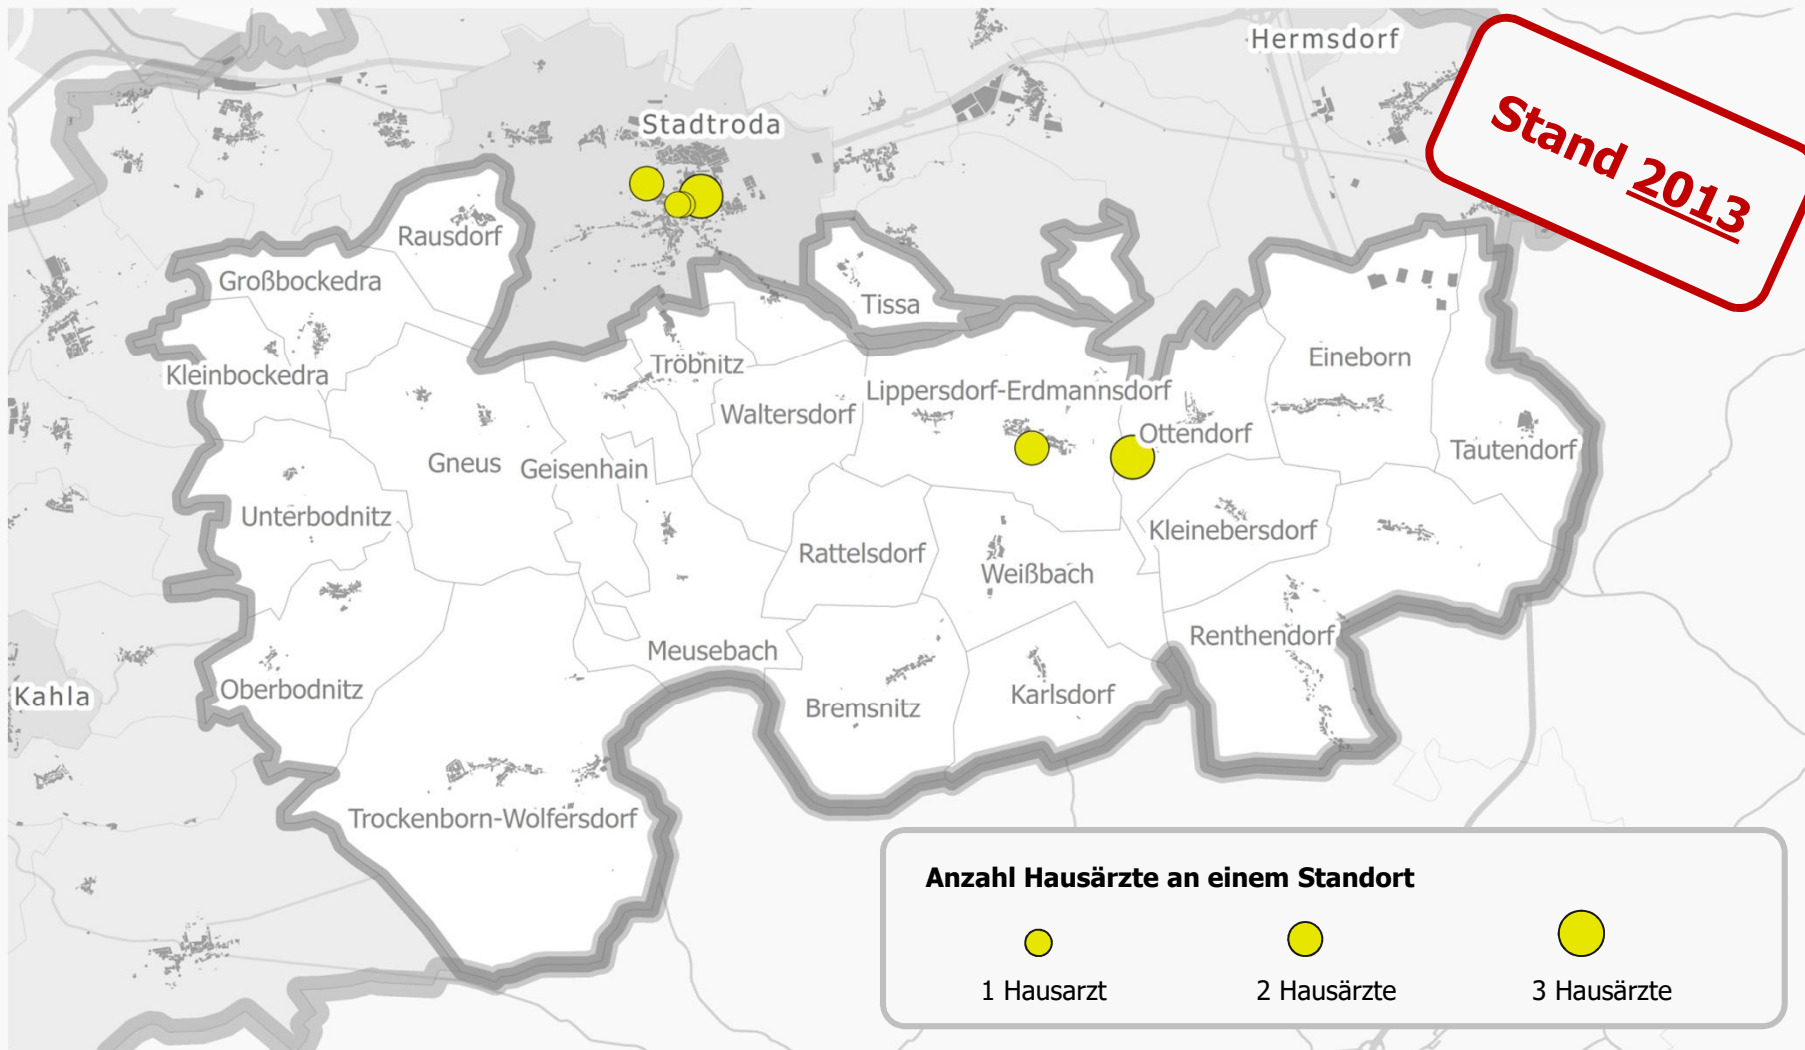 Hermsdorf
Stand 2013
Stadtroda
Rausdorf
Großbockedra
Tissa
Kleinbockedra
Tröbnitz
Eineborn
Lippersdorf-Erdmannsdorf
Waltersdorf
Ottendorf
Tautendorf
Gneus
Geisenhain
Unterbodnitz
Kleinebersdorf
Rattelsdorf
Weißbach
Renthendorf
Meusebach
Kahla
Oberbodnitz
Karlsdorf
Bremsnitz
Trockenborn-Wolfersdorf
Anzahl Hausärzte an einem Standort
1 Hausarzt
2 Hausärzte
3 Hausärzte